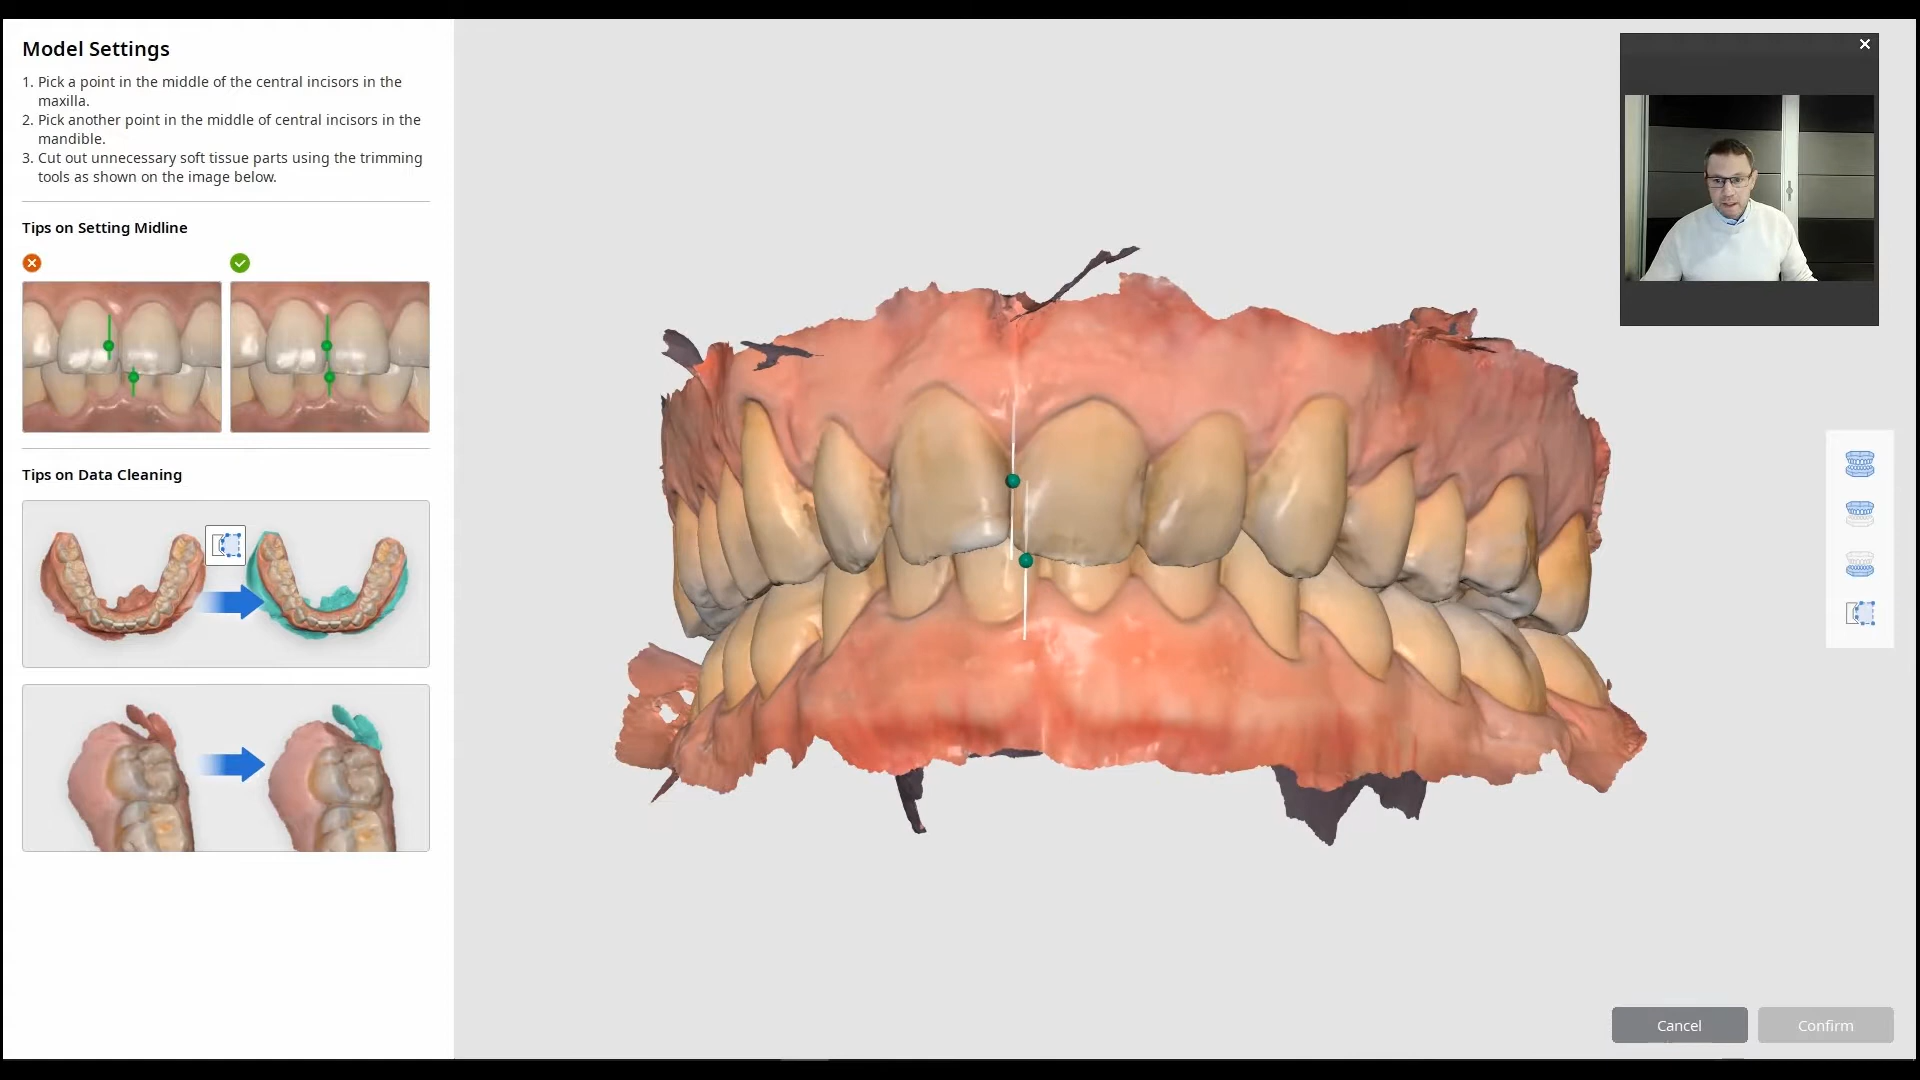 Model Settings
1. Pick a point in the middle of the central incisors in the
maxilla.
2. Pick another point in the middle of central incisors in the
mandible.
3. Cut out unnecessary soft tissue parts using the trimming
tools as shown on the image below.
Tips on Setting Midline
Tips on Data Cleaning
Cancel
Confirm